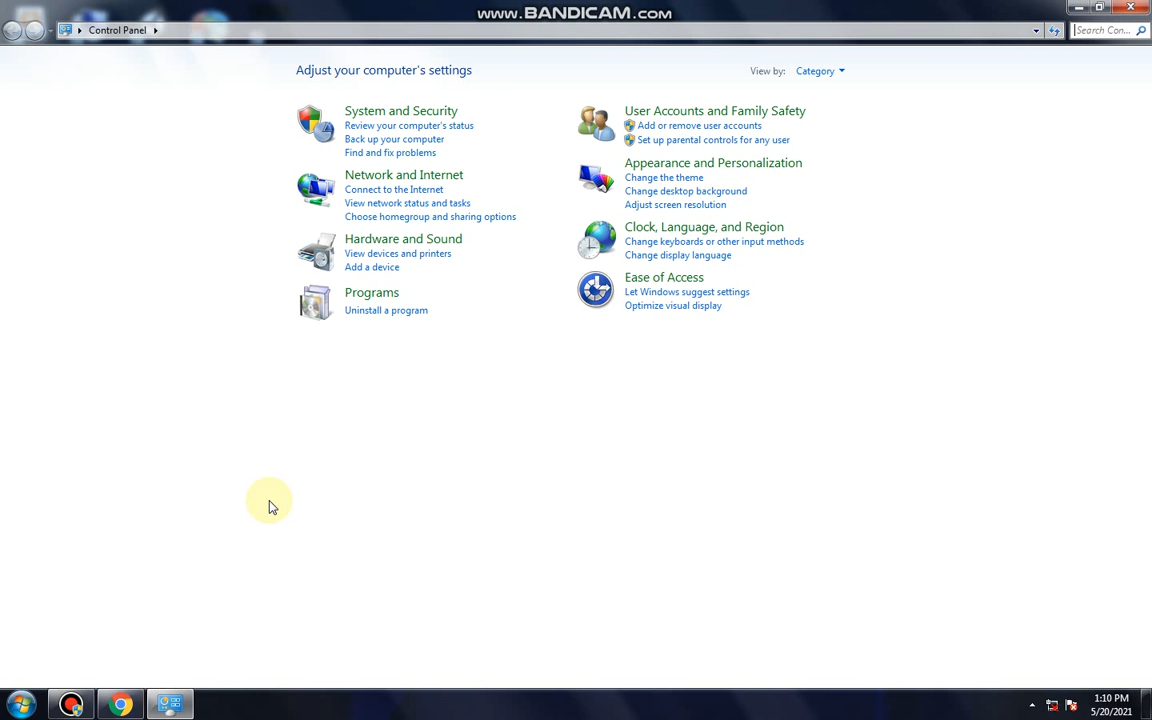 www.BANDICAM.com
Control Panel
Search Con...
Adjust your computer's settings
View by: Category
System and Security
Review your computer's status
Back up your computer
Find and fix problems
Network and Internet
Connect to the Internet
View network status and tasks
Choose homegroup and sharing options
Hardware and Sound
View devices and printers
Add a device
Programs
Uninstall a program
User Accounts and Family Safety
Add or remove user accounts
Set up parental controls for any user
Appearance and Personalization
Change the theme
Change desktop background
Adjust screen resolution
Clock, Language, and Region
Change keyboards or other input methods
Change display language
Ease of Access
Let Windows suggest settings
Optimize visual display
1:10 PM
5/20/2021